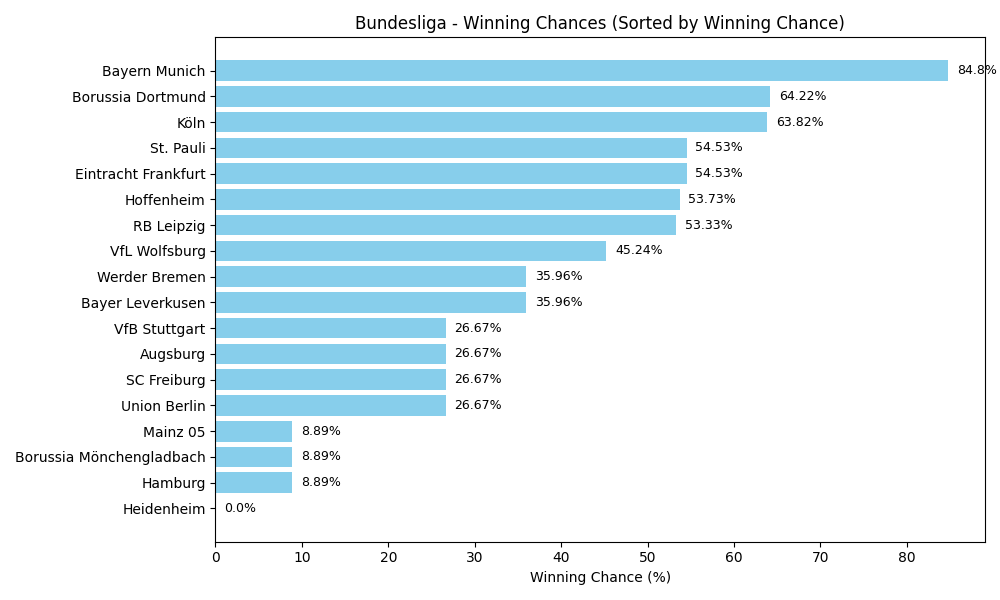 Bundesliga - Winning Chances (Sorted by Winning Chance)
Bayern Munich 84.8%
Borussia Dortmund 64.22%
Köln 63.82%
St. Pauli 54.53%
Eintracht Frankfurt 54.53%
Hoffenheim 53.73%
RB Leipzig 53.33%
VfL Wolfsburg 45.24%
Werder Bremen 35.96%
Bayer Leverkusen 35.96%
VfB Stuttgart 26.67%
Augsburg 26.67%
SC Freiburg 26.67%
Union Berlin 26.67%
Mainz 05 8.89%
Borussia Mönchengladbach 8.89%
Hamburg 8.89%
Heidenheim 0.0%
0 10 20 30 40 50 60 70 80
Winning Chance (%)